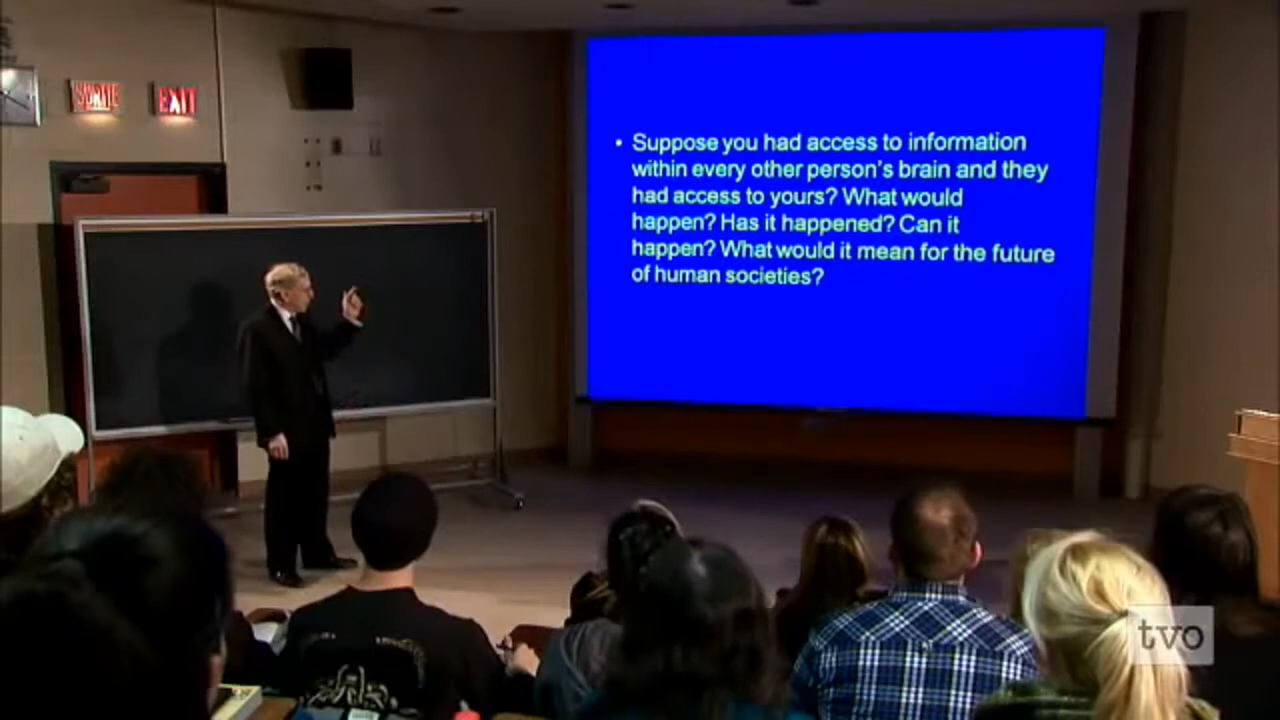 SORTIE
EXIT
• Suppose you had access to information
within every other person's brain and they
had access to yours? What would
happen? Has it happened? Can it
happen? What would it mean for the future
of human societies?
tvo